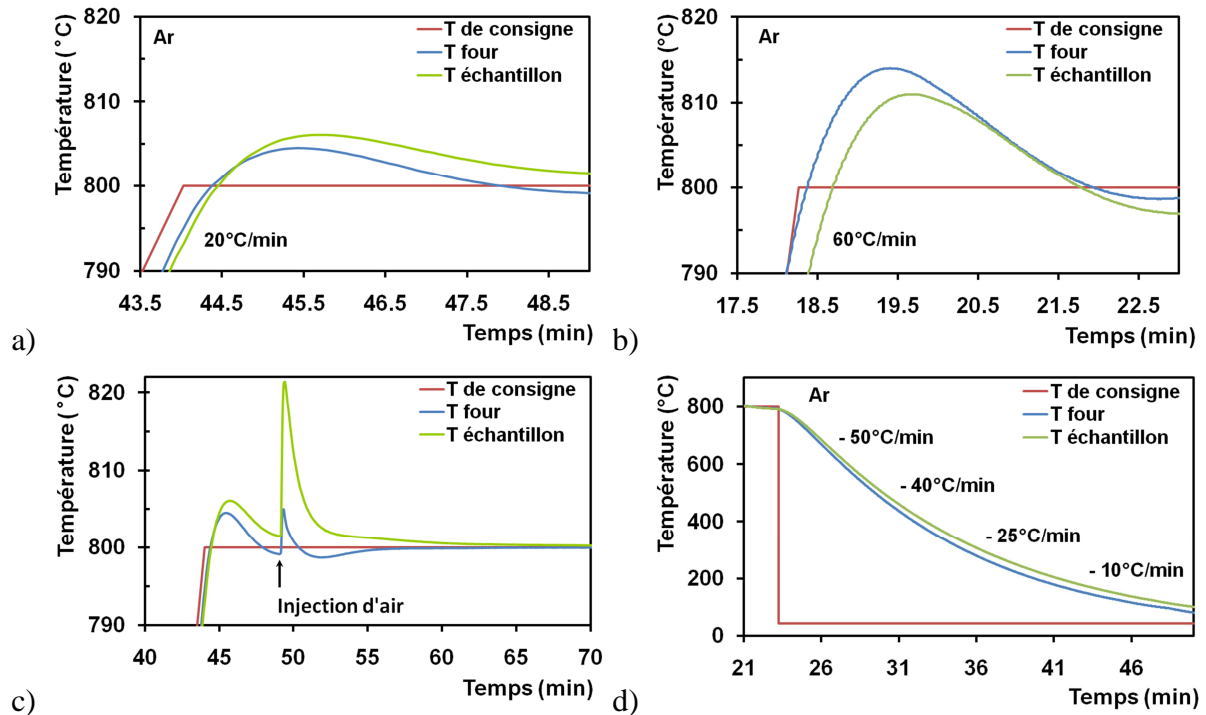 820
810
800
790
Température (°C)
Ar
T de consigne
T four
T échantillon
20°C/min
43.5 44.5 45.5 46.5 47.5 48.5
Temps (min)
a)
820
810
800
790
Température (°C)
Ar
T de consigne
T four
T échantillon
60°C/min
17.5 18.5 19.5 20.5 21.5 22.5
Temps (min)
b)
820
810
800
790
Température (°C)
T de consigne
T four
T échantillon
Injection d'air
40 45 50 55 60 65 70
Temps (min)
c)
800
600
400
200
0
Température (°C)
Ar
T de consigne
T four
T échantillon
- 50°C/min
- 40°C/min
- 25°C/min
- 10°C/min
21 26 31 36 41 46
Temps (min)
d)